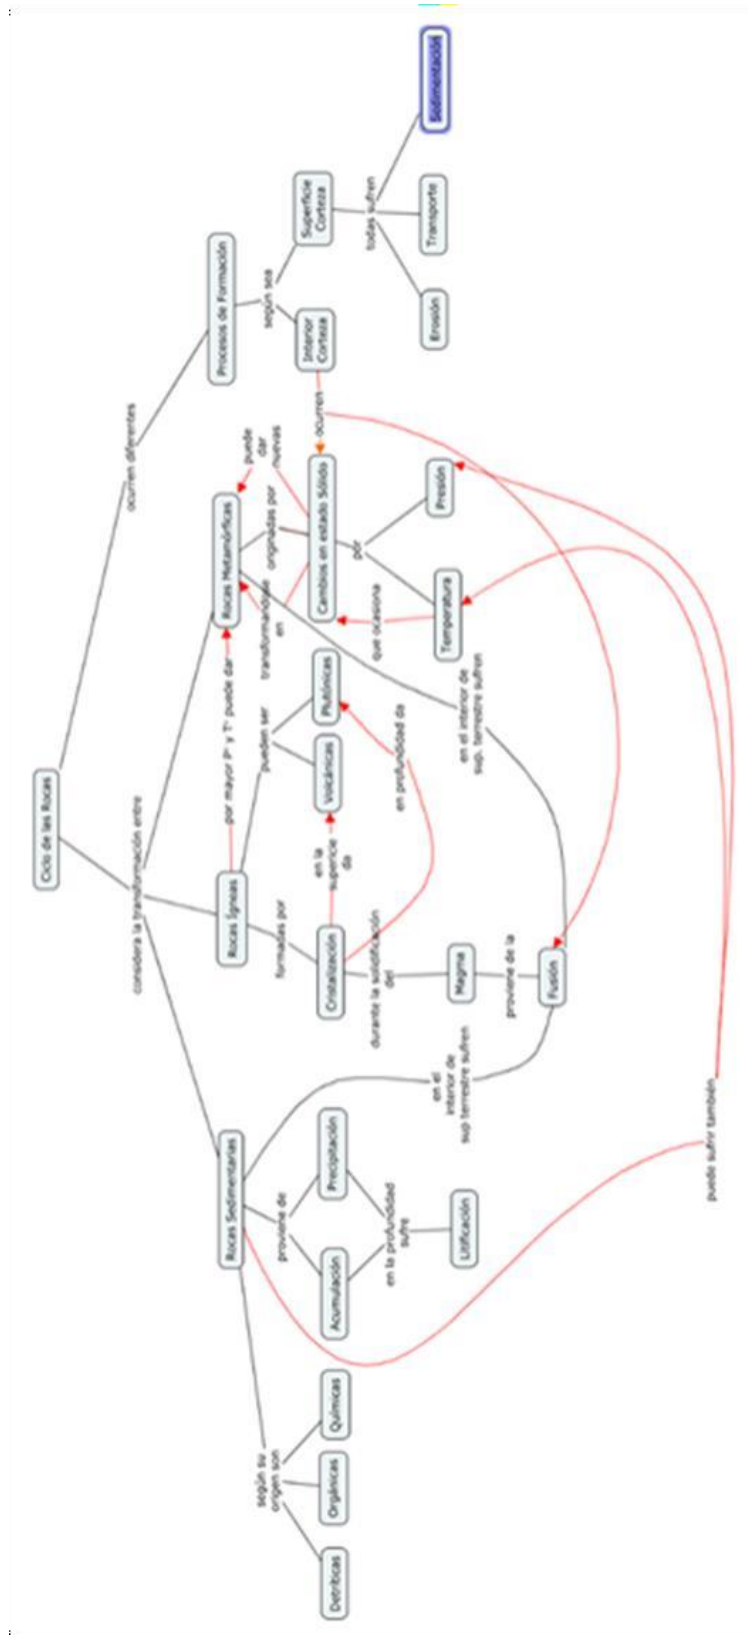 Ciclo de las Rocas
considera la transformación entre
ocurren diferentes
Rocas Sedimentarias
Rocas Ígneas
Rocas Metamórficas
Procesos de Formación
según su
origen son
proviene de
formadas por
pueden ser
por mayor P° y T° puede dar
transformandose
en
originadas por
puede
dar
nuevas
según sea
Detríticas
Orgánicas
Químicas
Acumulación
Precipitación
Cristalización
en la
supericie
da
Volcánicas
Plutónicas
Cambios en estado Sólido
ocurren
Interior
Corteza
Superficie
Corteza
en la profundidad
sufre
durante la solidificación
del
en profundidad da
que ocasiona
por
todas sufren
Litificación
en el
interior de
sup terrestre sufren
Magma
en el interior de
sup. terrestre sufren
Temperatura
Presión
Erosión
Transporte
Sedimentación
proviene de la
Fusión
puede sufrir también